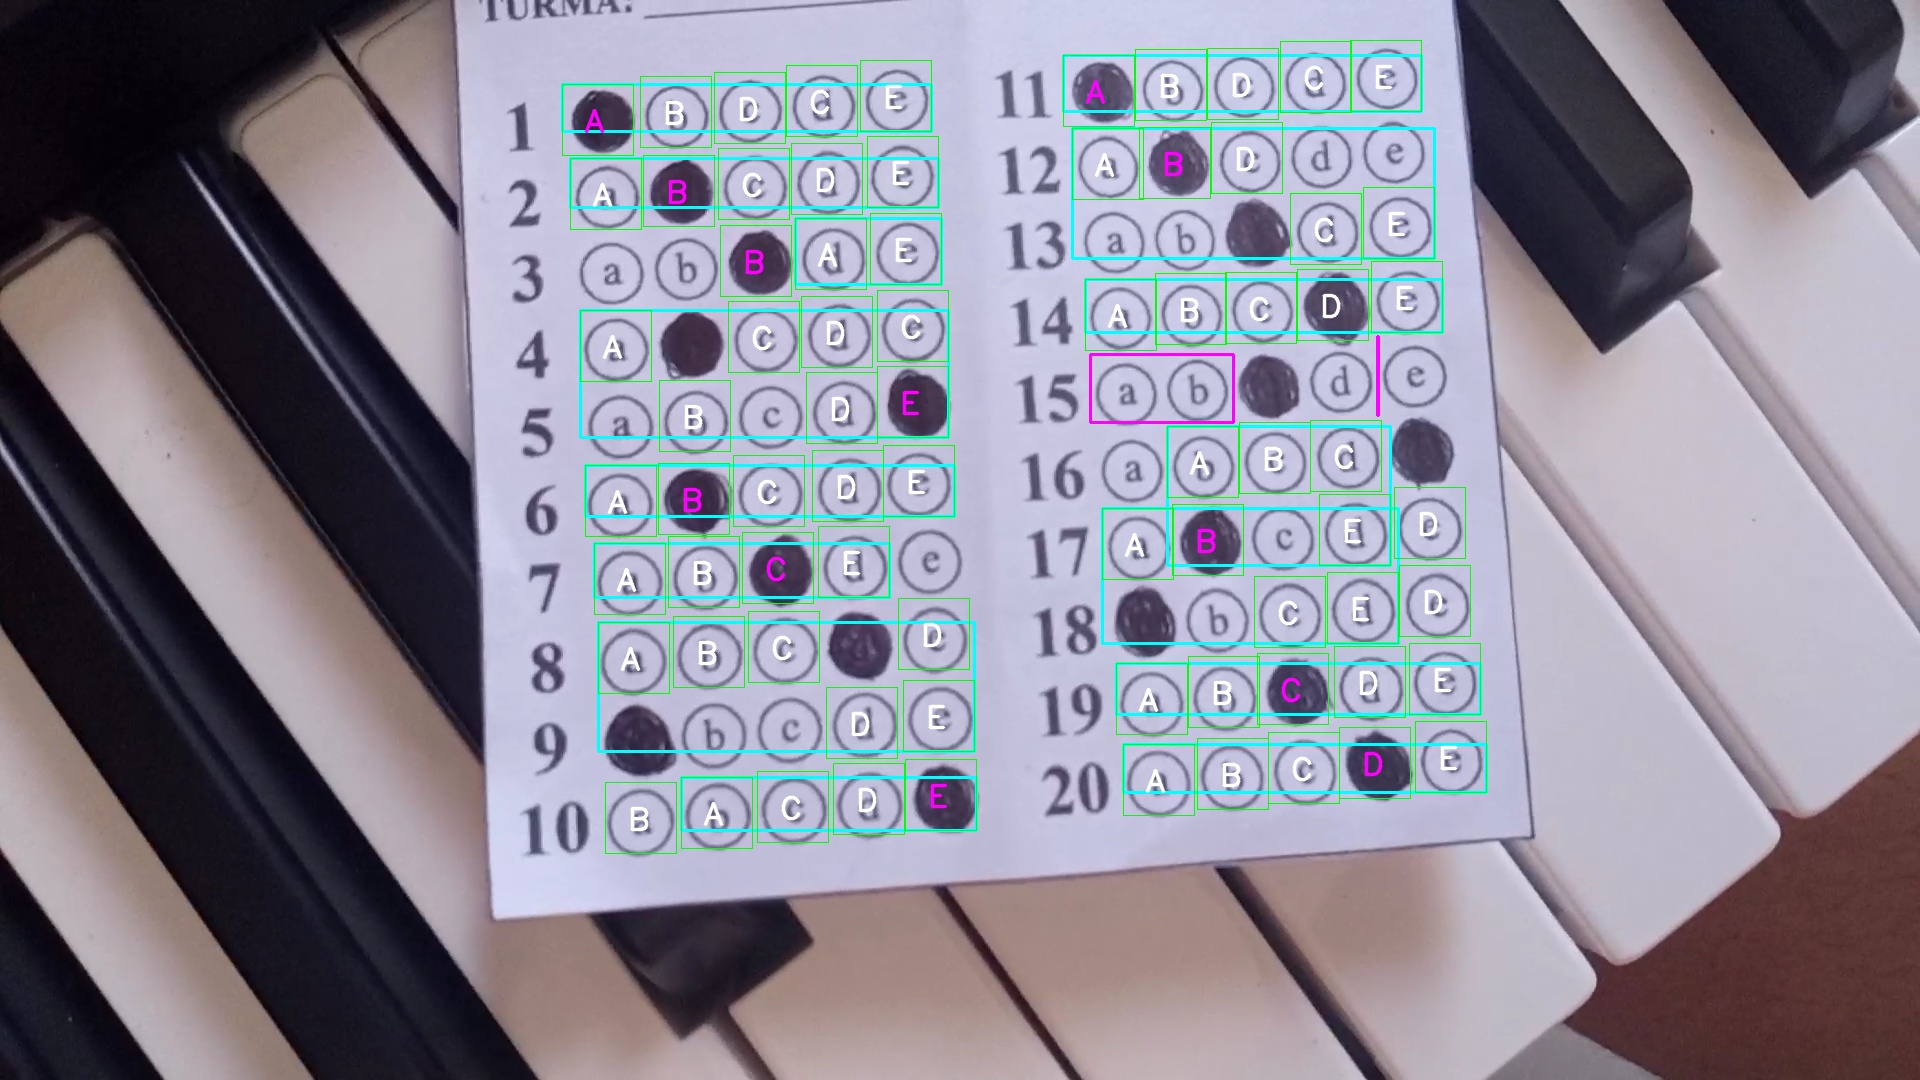 TURMA:
1 A B D C E
2 A B C D E
3 a b B A E
4 A C D C
5 a B c D E
6 A B C D E
7 A B C E e
8 A B C D
9 b c D E
10 B A C D E
11 A B D C E
12 A B D d e
13 a b C E
14 A B C D E
15 a b d e
16 a A B C
17 A B c E D
18 b C E D
19 A B C D E
20 A B C D E